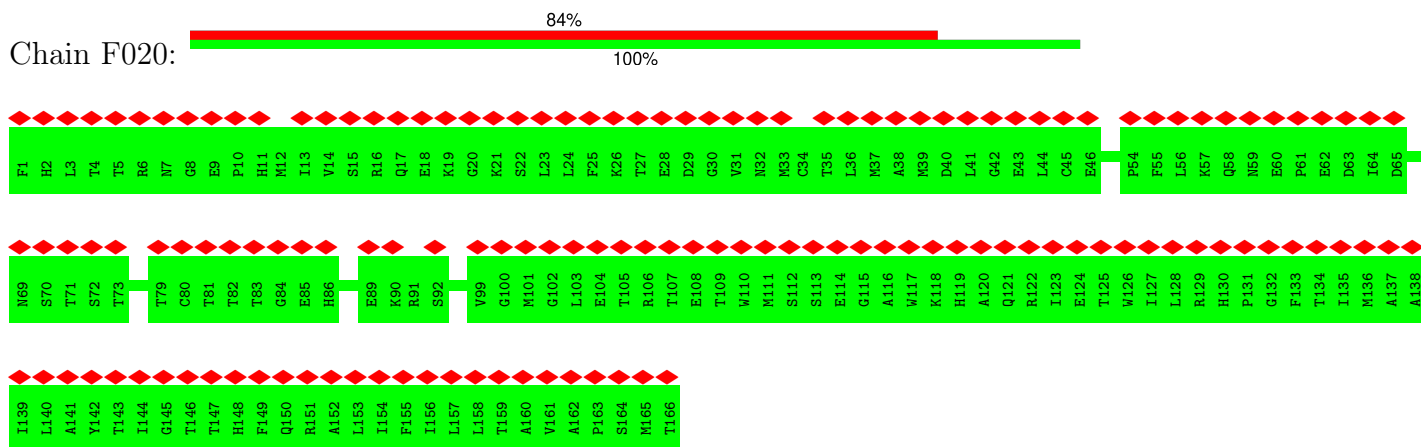 84%
Chain F020:
100%
F1 H2 L3 T4 T5 R6 N7 G8 E9 P10 H11 M12 I13 V14 S15 R16 Q17 E18 K19 G20 K21 S22 L23 L24 F25 K26 T27 E28 D29 G30 V31 N32 M33 C34 T35 L36 M37 A38 M39 D40 L41 G42 E43 L44 C45 E46 P54 F55 L56 K57 Q58 N59 E60 P61 E62 D63 I64 D65
N69 S70 T71 S72 T73 T79 C80 T81 T82 T83 G84 E85 H86 E89 K90 R91 S92 V99 G100 M101 G102 L103 E104 T105 R106 T107 E108 T109 W110 M111 S112 S113 E114 G115 A116 W117 K118 H119 A120 Q121 R122 I123 E124 T125 W126 I127 L128 R129 H130 P131 G132 F133 T134 I135 M136 A137 A138
I139 L140 A141 Y142 T143 I144 G145 T146 T147 H148 F149 Q150 R151 A152 L153 I154 F155 I156 L157 L158 T159 A160 V161 A162 P163 S164 M165 T166